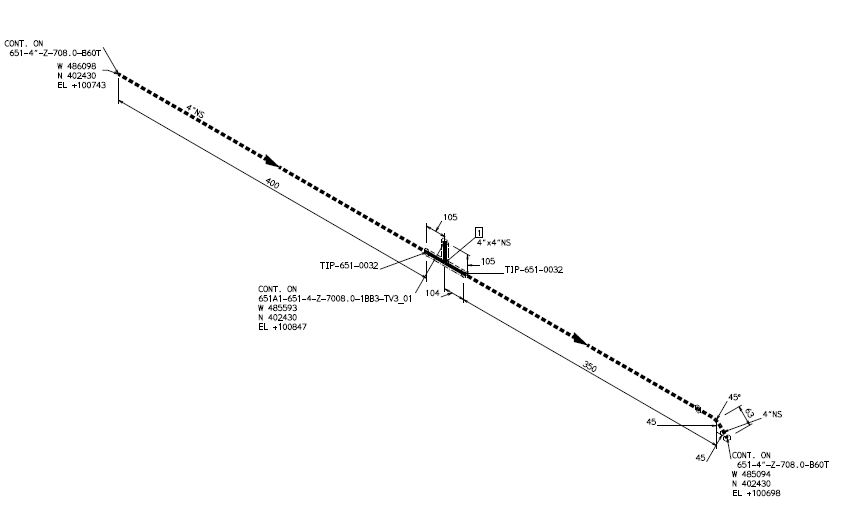 CONT. ON
651-4"-Z-708.0-B60T
W 486098
N 402430
EL +100743
4"NS
400
105
1
4"x4"NS
105
TIP-651-0032
TIP-651-0032
104
CONT. ON
651A1-651-4-Z-7008.0-1BB3-TV3_01
W 485593
N 402430
EL +100847
350
45°
63
4"NS
45
45
CONT. ON
651-4"-Z-708.0-B60T
W 485094
N 402430
EL +100698